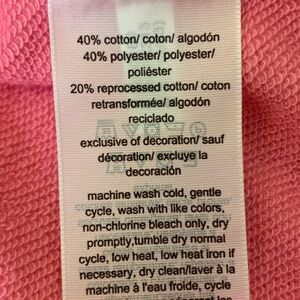 40% cotton/ coton/ algodón
40% polyester/ polyester/
poliéster
20% reprocessed cotton/ coton
retransformée/ algodón
reciclado
exclusive of decoration/ sauf
décoration/ excluye la
decoración
machine wash cold, gentle
cycle, wash with like colors,
non-chlorine bleach only, dry
promptly,tumble dry normal
cycle, low heat, low heat iron if
necessary, dry clean/laver à la
machine à l'eau froide, cycle